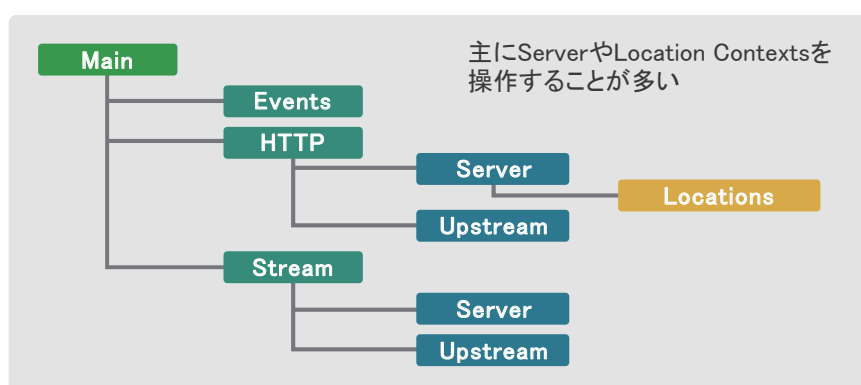 Main
主にServerやLocation Contextsを
操作することが多い
Events
HTTP
Server
Locations
Upstream
Stream
Server
Upstream